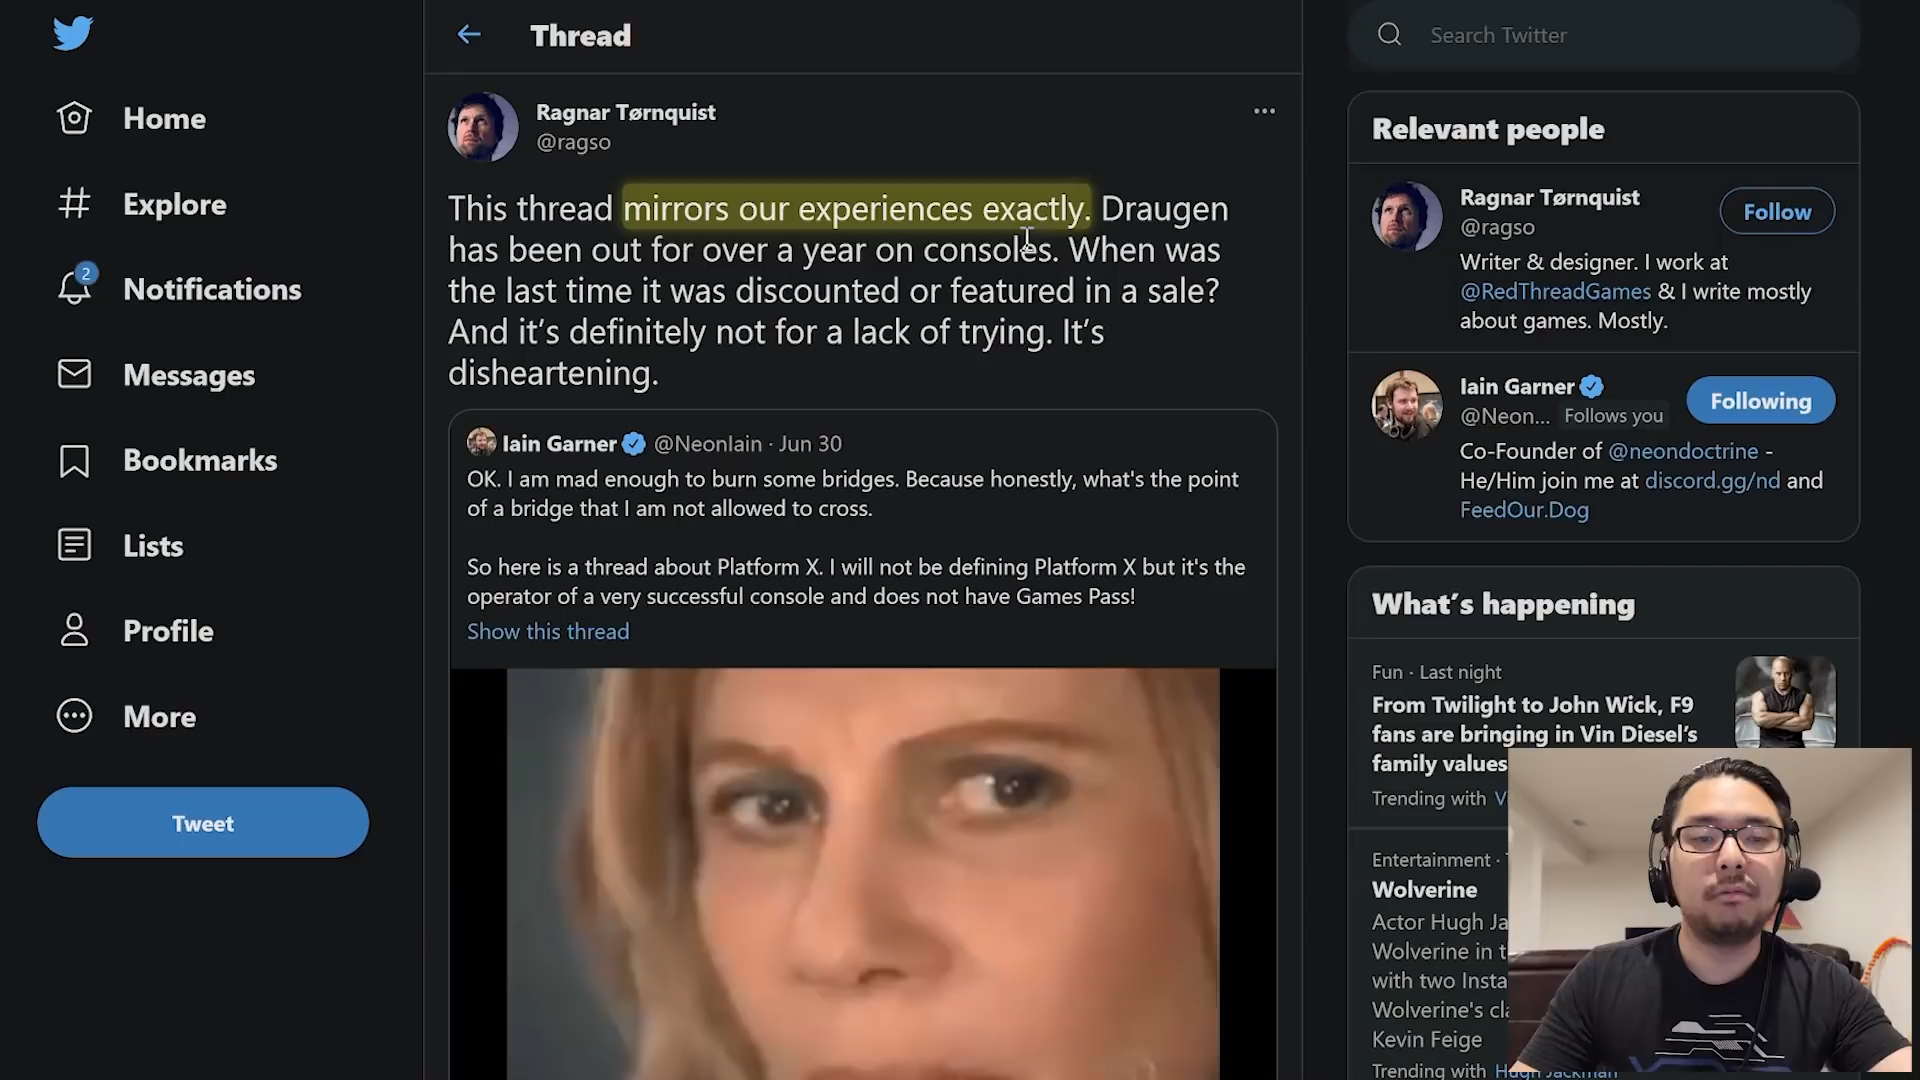 Home
Explore
2
Notifications
Messages
Bookmarks
Lists
Profile
More
Tweet
Thread
Ragnar Tørnquist
@ragso
This thread mirrors our experiences exactly. Draugen
has been out for over a year on consoles. When was
the last time it was discounted or featured in a sale?
And it’s definitely not for a lack of trying. It’s
disheartening.
Iain Garner @NeonIain · Jun 30
OK. I am mad enough to burn some bridges. Because honestly, what's the point
of a bridge that I am not allowed to cross.
So here is a thread about Platform X. I will not be defining Platform X but it's the
operator of a very successful console and does not have Games Pass!
Show this thread
Search Twitter
Relevant people
Ragnar Tørnquist
@ragso
Follow
Writer & designer. I work at
@RedThreadGames & I write mostly
about games. Mostly.
Iain Garner
@Neon... Follows you
Following
Co-Founder of @neondoctrine -
He/Him join me at discord.gg/nd and
FeedOur.Dog
What’s happening
Fun · Last night
From Twilight to John Wick, F9
fans are bringing in Vin Diesel’s
family values
Trending with V
Entertainment ·
Wolverine
Actor Hugh Ja
Wolverine in t
with two Insta
Wolverine's cla
Kevin Feige
Trending with Hugh Jackman